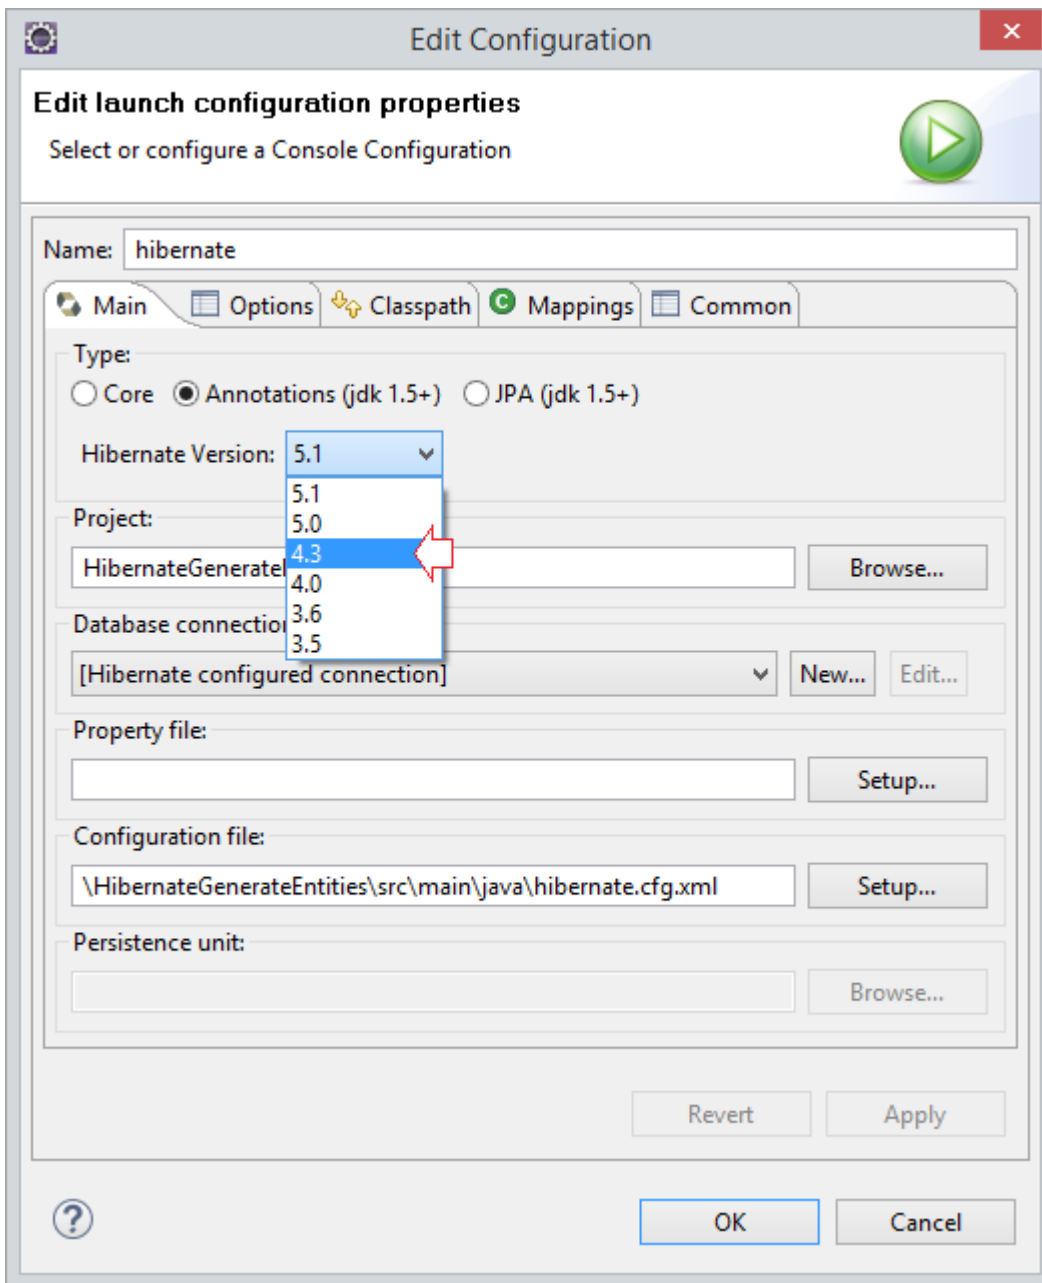 Edit Configuration
Edit launch configuration properties
Select or configure a Console Configuration
Name: hibernate
Main Options Classpath C Mappings Common
Type:
Core Annotations (jdk 1.5+) JPA (jdk 1.5+)
Hibernate Version: 5.1
5.1
Project:
5.0
HibernateGenerate 4.3 Browse...
4.0
3.6
Database connection
3.5
[Hibernate configured connection] New... Edit...
Property file:
Setup...
Configuration file:
\HibernateGenerateEntities\src\main\java\hibernate.cfg.xml Setup...
Persistence unit:
Browse...
Revert Apply
? OK Cancel